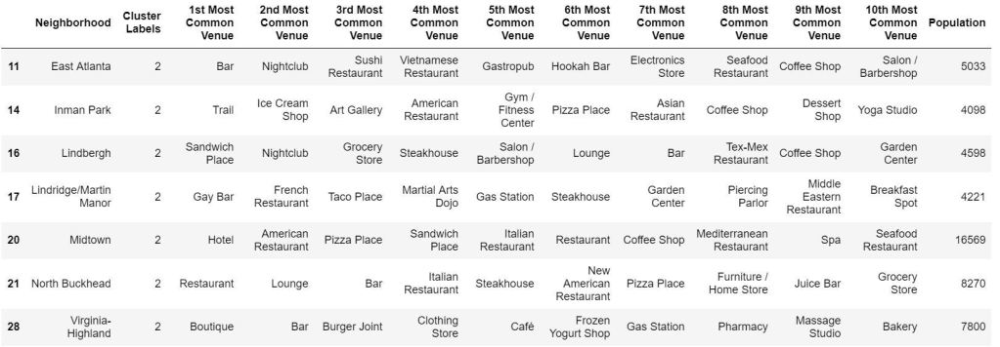 Neighborhood Cluster Labels 1st Most Common Venue 2nd Most Common Venue 3rd Most Common Venue 4th Most Common Venue 5th Most Common Venue 6th Most Common Venue 7th Most Common Venue 8th Most Common Venue 9th Most Common Venue 10th Most Common Venue Population
11 East Atlanta 2 Bar Nightclub Sushi Restaurant Vietnamese Restaurant Gastropub Hookah Bar Electronics Store Seafood Restaurant Coffee Shop Salon / Barbershop 5033
14 Inman Park 2 Trail Ice Cream Shop Art Gallery American Restaurant Gym / Fitness Center Pizza Place Asian Restaurant Coffee Shop Dessert Shop Yoga Studio 4098
16 Lindbergh 2 Sandwich Place Nightclub Grocery Store Steakhouse Salon / Barbershop Lounge Bar Tex-Mex Restaurant Coffee Shop Garden Center 4598
17 Lindridge/Martin Manor 2 Gay Bar French Restaurant Taco Place Martial Arts Dojo Gas Station Steakhouse Garden Center Piercing Parlor Middle Eastern Restaurant Breakfast Spot 4221
20 Midtown 2 Hotel American Restaurant Pizza Place Sandwich Place Italian Restaurant Restaurant Coffee Shop Mediterranean Restaurant Spa Seafood Restaurant 16569
21 North Buckhead 2 Restaurant Lounge Bar Italian Restaurant Steakhouse New American Restaurant Pizza Place Furniture / Home Store Juice Bar Grocery Store 8270
28 Virginia-Highland 2 Boutique Bar Burger Joint Clothing Store Café Frozen Yogurt Shop Gas Station Pharmacy Massage Studio Bakery 7800